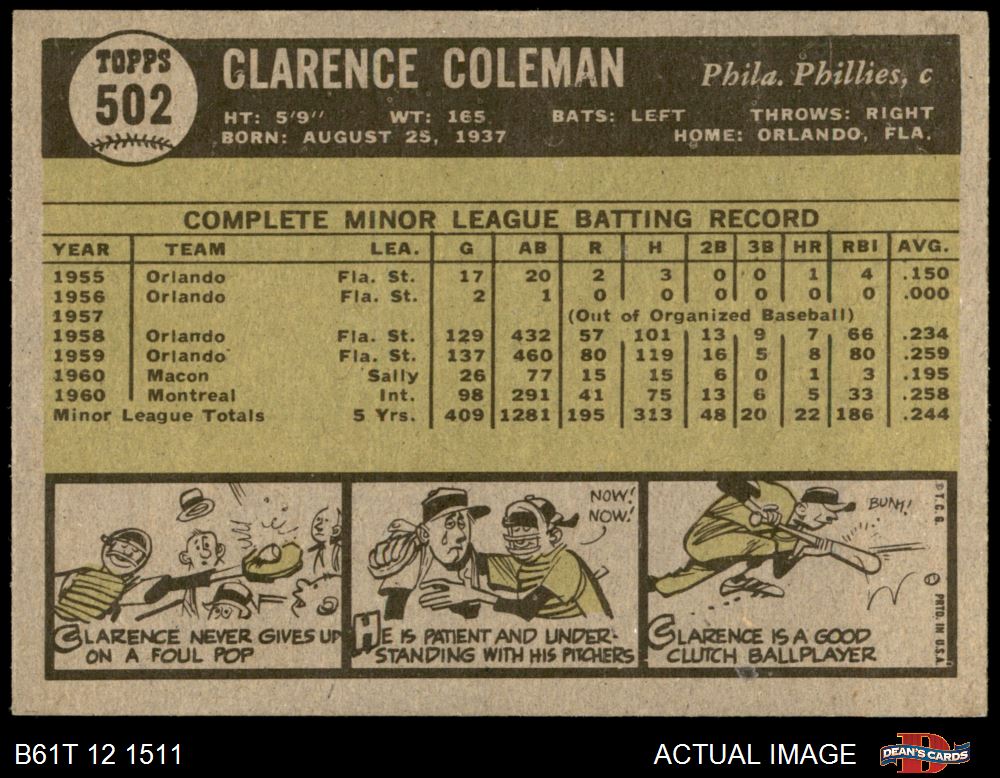 TOPPS
502
CLARENCE COLEMAN
Phila. Phillies, c
HT: 5'9" WT: 165 BATS: LEFT THROWS: RIGHT
BORN: AUGUST 25, 1937 HOME: ORLANDO, FLA.
COMPLETE MINOR LEAGUE BATTING RECORD
YEAR TEAM LEA. G AB R H 2B 3B HR RBI AVG.
1955 Orlando Fla. St. 17 20 2 3 0 0 1 4 .150
1956 Orlando Fla. St. 2 1 0 0 0 0 0 0 .000
1957 (Out of Organized Baseball)
1958 Orlando Fla. St. 129 432 57 101 13 9 7 66 .234
1959 Orlando Fla. St. 137 460 80 119 16 5 8 80 .259
1960 Macon Sally 26 77 15 15 6 0 1 3 .195
1960 Montreal Int. 98 291 41 75 13 6 5 33 .258
Minor League Totals 5 Yrs. 409 1281 195 313 48 20 22 186 .244
CLARENCE NEVER GIVES UP
ON A FOUL POP
NOW!
NOW!
HE IS PATIENT AND UNDER-
STANDING WITH HIS PITCHERS
BUNT!
CLARENCE IS A GOOD
CLUTCH BALLPLAYER
© T. C. G.
PRTD. IN U.S.A.
B61T 12 1511
ACTUAL IMAGE
DEAN'S CARDS